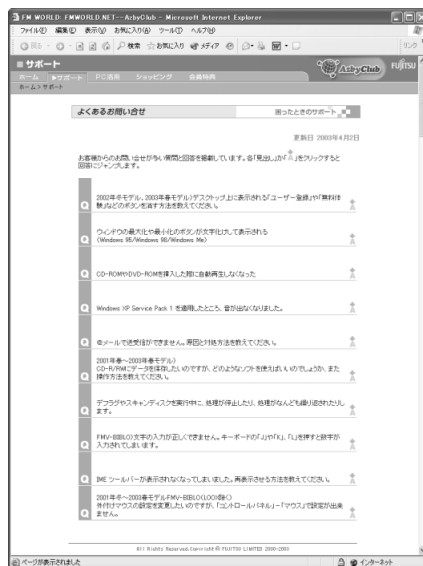 FM WORLD: FMWORLD.NET--AzbyClub - Microsoft Internet Explorer
ファイル(F) 編集(E) 表示(V) お気に入り(A) ツール(T) ヘルプ(H)
戻る 検索 お気に入り メディア
リンク
サポート
AzbyClub
FUJITSU
ホーム ▶サポート PC活用 ショッピング 会員特典
ホーム > サポート
よくあるお問い合せ
困ったときのサポート
更新日 2003年4月2日
お客様からのお問い合せが多い質問と回答を掲載しています。各「見出し」か「」をクリックすると
回答にジャンプします。
Q 2002年冬モデル、2003年春モデル)デスクトップ上に表示される「ユーザー登録」や「無料体
験」などのボタンを消す方法を教えてください。
Q ウィンドウの最大化や最小化のボタンが文字化けして表示される
(Windows 95/Windows 98/Windows Me)
Q CD-ROMやDVD-ROMを挿入した際に自動再生しなくなった
Q Windows XP Service Pack 1 を適用したところ、音が出なくなりました。
Q @メールで送受信ができません。原因と対処方法を教えてください。
2001年春～2003年春モデル)
Q CD-R/RWにデータを保存したいのですが、どのようなソフトを使えばいいのでしょうか、また
操作方法を教えてください。
Q デフラグやスキャンディスクを実行中に、処理が停止したり、処理がなんども繰り返されたりし
ます。
Q FMV-BIBLO)文字の入力が正しくできません。キーボードの「J」や「K」、「L」を押すと数字が
入力されてしまいます。
Q IME ツールバーが表示されなくなってしまいました。再表示させる方法を教えてください。
2001年冬～2003春モデルFMV-BIBLO(LOOX除く)
Q 外付けマウスの設定を変更したいのですが、「コントロールパネル」-「マウス」で設定が出来
ません。
All Rights Reserved.Copyright© FUJITSU LIMITED 2000-2003
ページが表示されました
インターネット